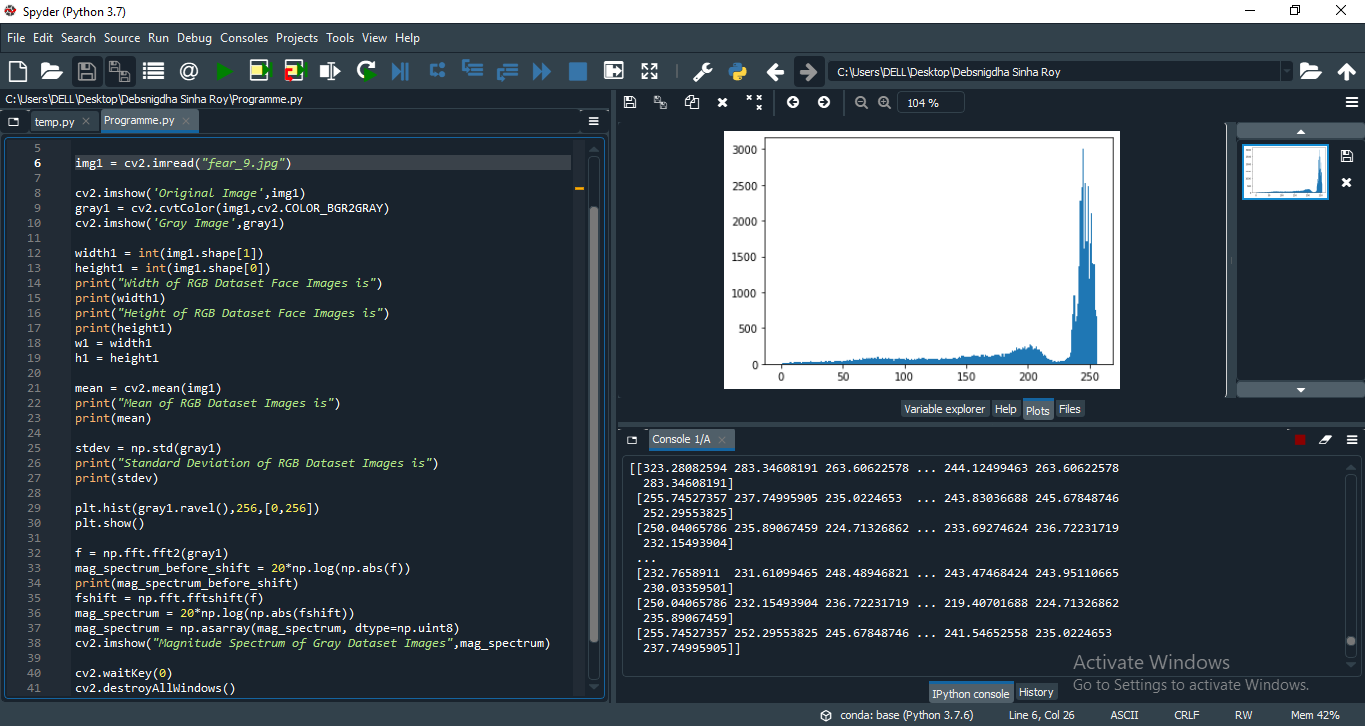 Spyder (Python 3.7)
File Edit Search Source Run Debug Consoles Projects Tools View Help
C:\Users\DELL\Desktop\Debsnigdha Sinha Roy
C:\Users\DELL\Desktop\Debsnigdha Sinha Roy\Programme.py
temp.py
Programme.py
5
6 img1 = cv2.imread("fear_9.jpg")
7
8 cv2.imshow('Original Image',img1)
9 gray1 = cv2.cvtColor(img1,cv2.COLOR_BGR2GRAY)
10 cv2.imshow('Gray Image',gray1)
11
12 width1 = int(img1.shape[1])
13 height1 = int(img1.shape[0])
14 print("Width of RGB Dataset Face Images is")
15 print(width1)
16 print("Height of RGB Dataset Face Images is")
17 print(height1)
18 w1 = width1
19 h1 = height1
20
21 mean = cv2.mean(img1)
22 print("Mean of RGB Dataset Images is")
23 print(mean)
24
25 stdev = np.std(gray1)
26 print("Standard Deviation of RGB Dataset Images is")
27 print(stdev)
28
29 plt.hist(gray1.ravel(),256,[0,256])
30 plt.show()
31
32 f = np.fft.fft2(gray1)
33 mag_spectrum_before_shift = 20*np.log(np.abs(f))
34 print(mag_spectrum_before_shift)
35 fshift = np.fft.fftshift(f)
36 mag_spectrum = 20*np.log(np.abs(fshift))
37 mag_spectrum = np.asarray(mag_spectrum, dtype=np.uint8)
38 cv2.imshow("Magnitude Spectrum of Gray Dataset Images",mag_spectrum)
39
40 cv2.waitKey(0)
41 cv2.destroyAllWindows()
104 %
3000
2500
2000
1500
1000
500
0
0 50 100 150 200 250
Variable explorer Help Plots Files
Console 1/A
[[323.28082594 283.34608191 263.60622578 ... 244.12499463 263.60622578
283.34608191]
[255.74527357 237.74995905 235.0224653 ... 243.83036688 245.67848746
252.29553825]
[250.04065786 235.89067459 224.71326862 ... 233.69274624 236.72231719
232.15493904]
...
[232.7658911 231.61099465 248.48946821 ... 243.47468424 243.95110665
230.03359501]
[250.04065786 232.15493904 236.72231719 ... 219.40701688 224.71326862
235.89067459]
[255.74527357 252.29553825 245.67848746 ... 241.54652558 235.0224653
237.74995905]]
Activate Windows
Go to Settings to activate Windows.
IPython console History
conda: base (Python 3.7.6) Line 6, Col 26 ASCII CRLF RW Mem 42%